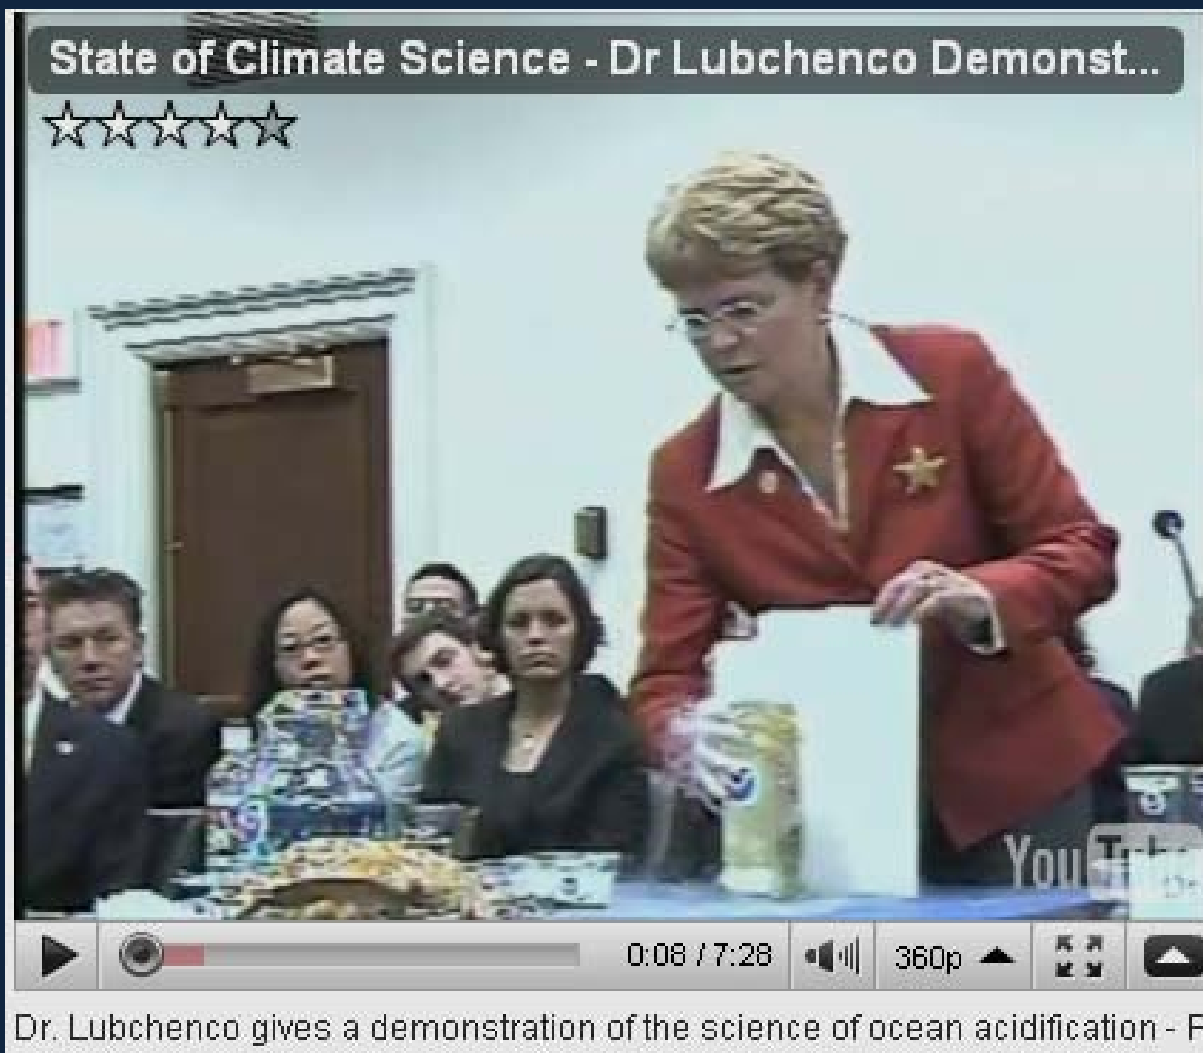 State of Climate Science - Dr Lubchenco Demonst...
YouTube
0:08 / 7:28
360p
Dr. Lubchenco gives a demonstration of the science of ocean acidification -